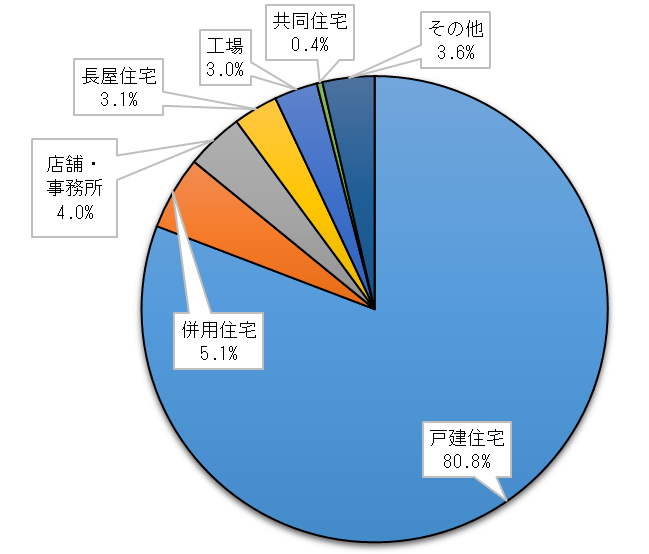 共同住宅
0.4%
その他
3.6%
工場
3.0%
長屋住宅
3.1%
店舗・
事務所
4.0%
併用住宅
5.1%
戸建住宅
80.8%